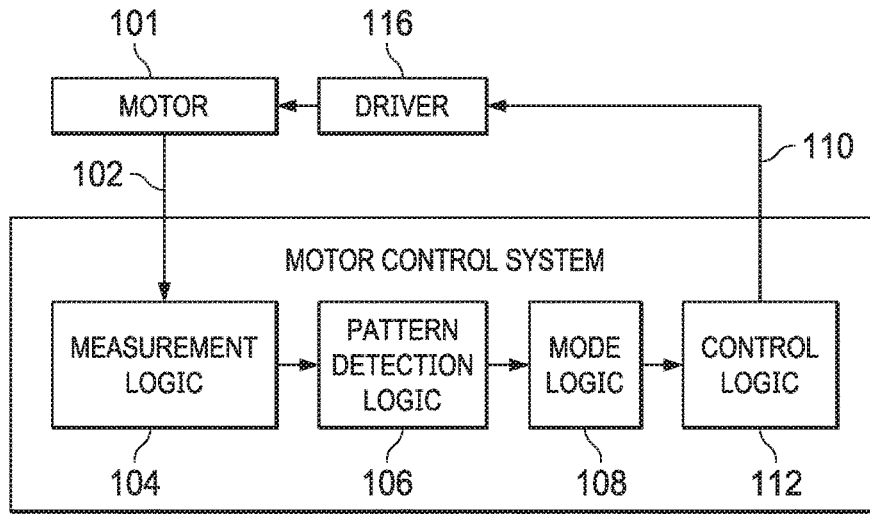 101
116
MOTOR
DRIVER
102
110
MOTOR CONTROL SYSTEM
MEASUREMENT
LOGIC
PATTERN
DETECTION
LOGIC
MODE
LOGIC
CONTROL
LOGIC
104
106
108
112